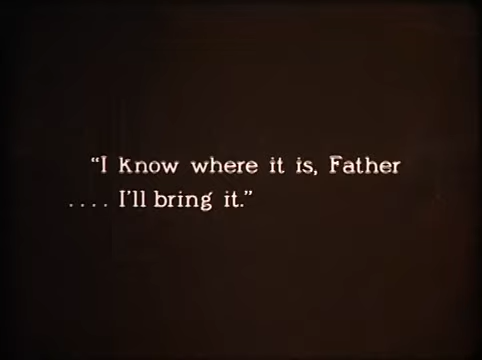 “I know where it is, Father
.... I’ll bring it.”